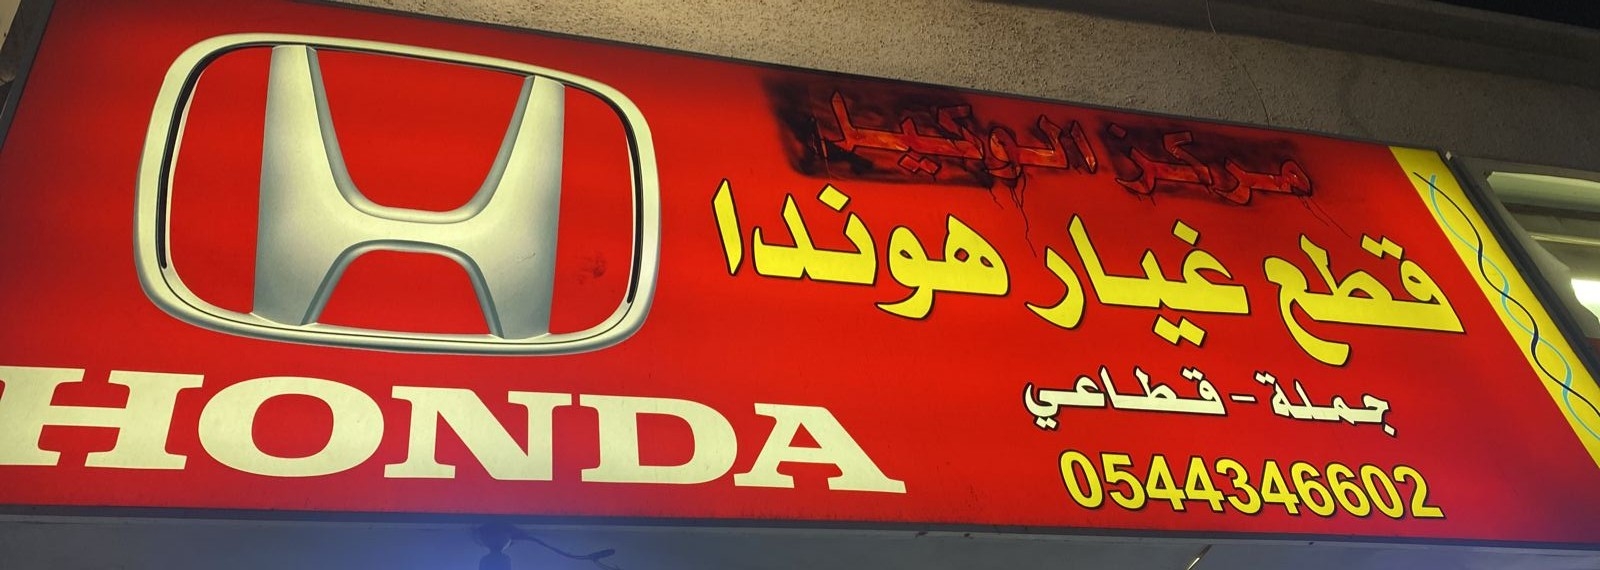 مركز الوكيل
قطع غيار هوندا
جملة - قطاعي
0544346602
HONDA